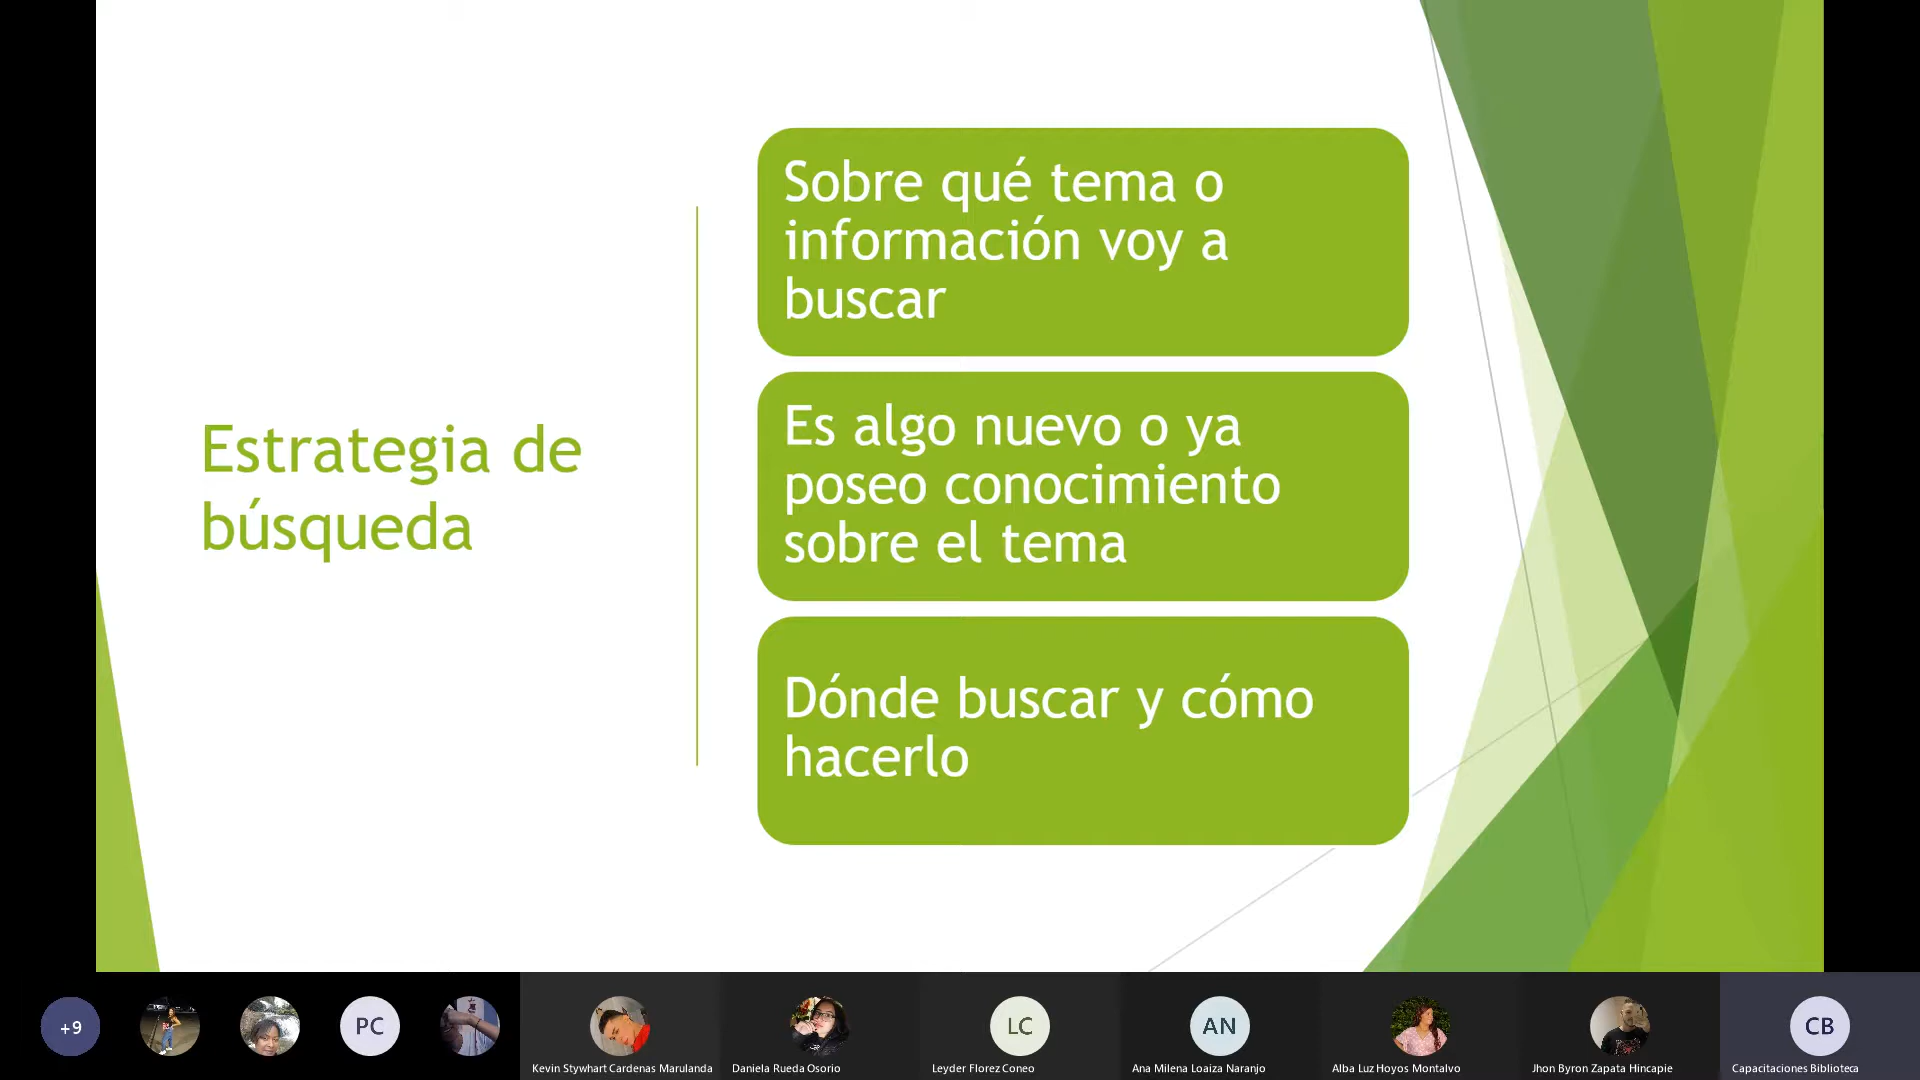 Estrategia de
búsqueda
Sobre qué tema o
información voy a
buscar
Es algo nuevo o ya
poseo conocimiento
sobre el tema
Dónde buscar y cómo
hacerlo
+9
PC
Kevin Stywhart Cardenas Marulanda
Daniela Rueda Osorio
LC
Leyder Florez Coneo
AN
Ana Milena Loaiza Naranjo
Alba Luz Hoyos Montalvo
Jhon Byron Zapata Hincapie
CB
Capacitaciones Biblioteca